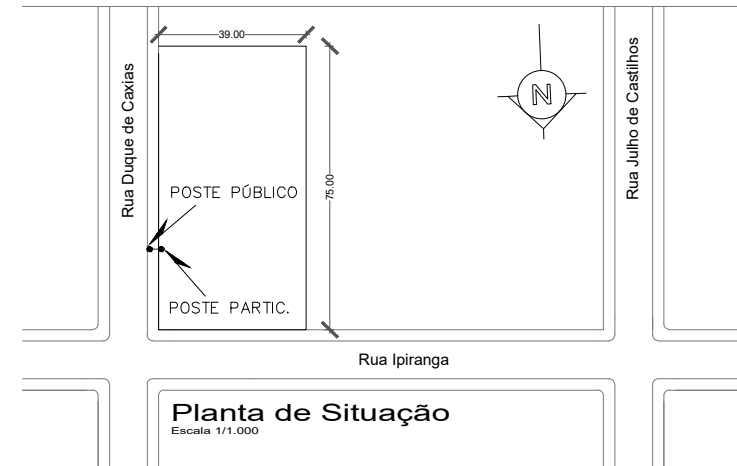 39.00
Rua Duque de Caxias
Rua Julho de Castilhos
N
POSTE PÚBLICO
75.00
POSTE PARTIC.
Rua Ipiranga
Planta de Situação
Escala 1/1.000